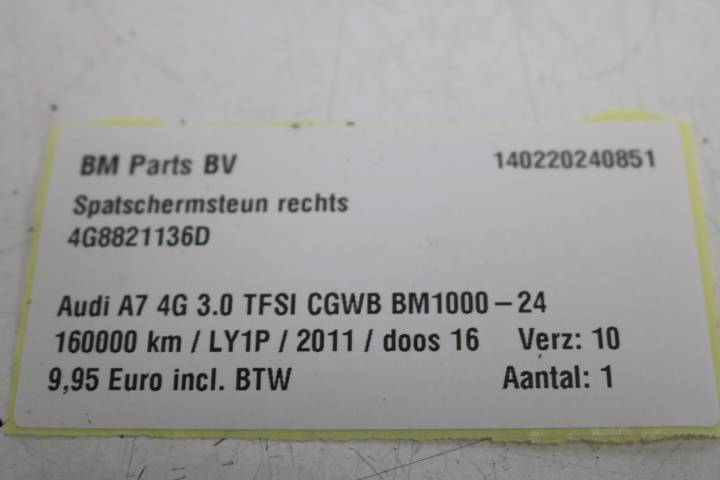 BM Parts BV 140220240851
Spatschermsteun rechts
4G8821136D
Audi A7 4G 3.0 TFSI CGWB BM1000-24
160000 km / LY1P / 2011 / doos 16 Verz: 10
9,95 Euro incl. BTW Aantal: 1